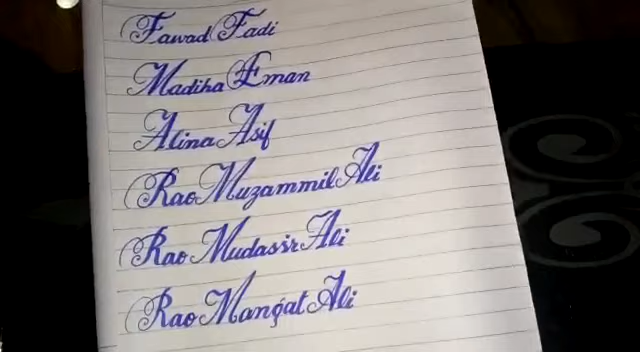 Fawad Fadi
Madiha Eman
Alina Asif
Rao Muzammil Ali
Rao Mudassir Ali
Rao Mangat Ali